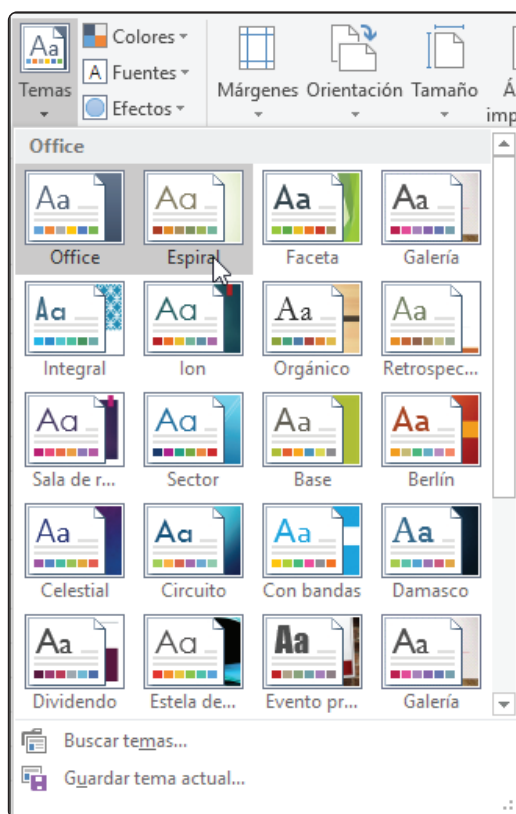 Aa
Temas
Colores
A Fuentes
Efectos
Márgenes Orientación Tamaño
Office
Aa Aa Aa Aa
Office Espiral Faceta Galería
Aa Aa Aa Aa
Integral Ion Orgánico Retrospec...
Aa Aa Aa Aa
Sala de r... Sector Base Berlín
Aa Aa Aa Aa
Celestial Circuito Con bandas Damasco
Aa Aa Aa Aa
Dividendo Estela de... Evento pr... Galería
Buscar temas...
Guardar tema actual...